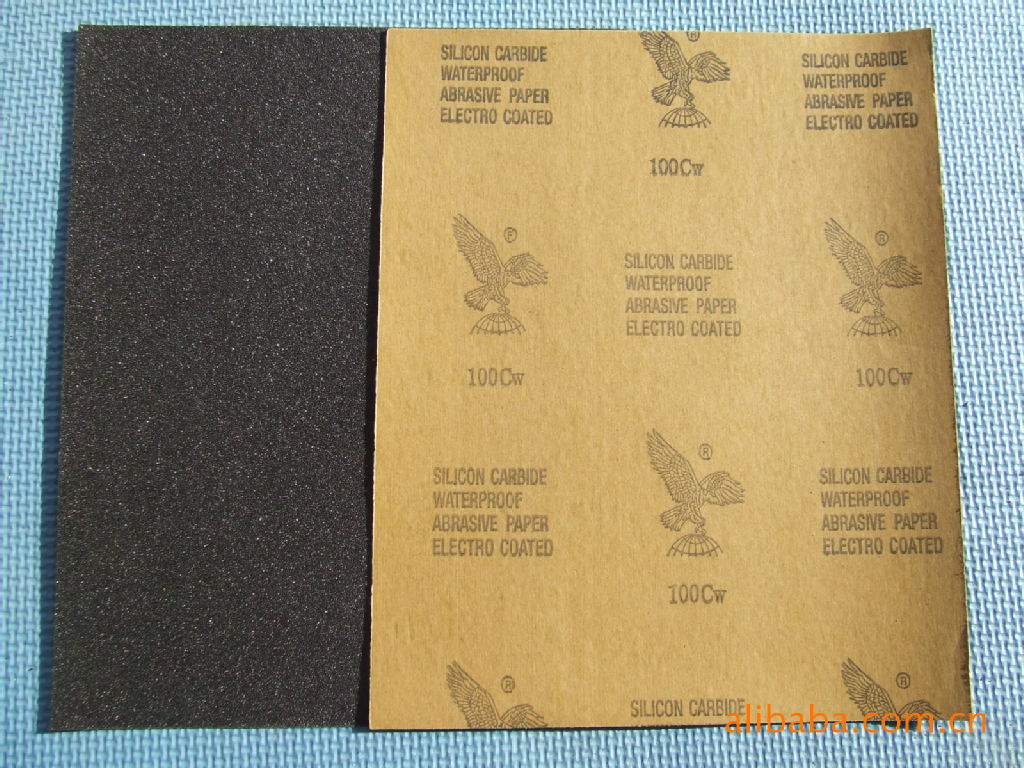 SILICON CARBIDE
WATERPROOF
ABRASIVE PAPER
ELECTRO COATED
®
100Cw
SILICON CARBIDE
WATERPROOF
ABRASIVE PAPER
ELECTRO COATED
®
100Cw
SILICON CARBIDE
WATERPROOF
ABRASIVE PAPER
ELECTRO COATED
®
100Cw
SILICON CARBIDE
WATERPROOF
ABRASIVE PAPER
ELECTRO COATED
®
100Cw
SILICON CARBIDE
WATERPROOF
ABRASIVE PAPER
ELECTRO COATED
®
SILICON CARBIDE
®
alibaba.com.cn